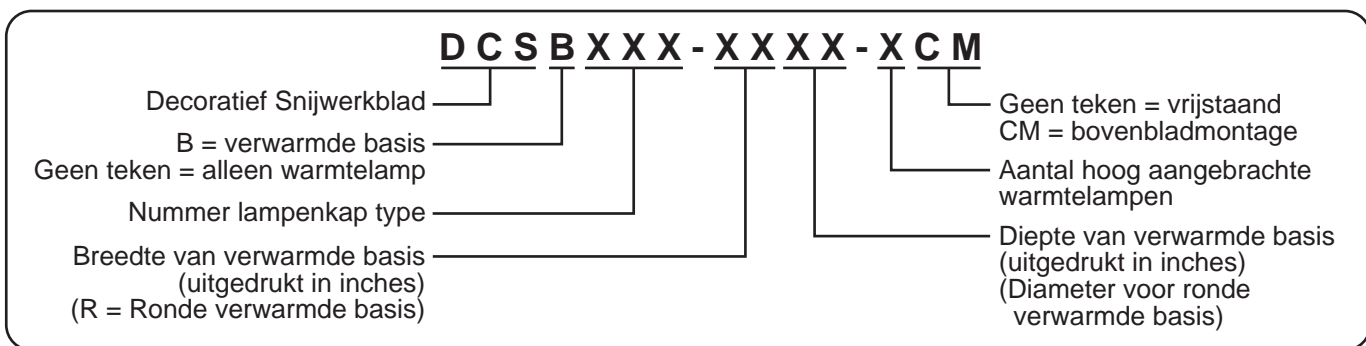 DCSBXXX-XXXX-XCM
Decoratief Snijwerkblad
B = verwarmde basis
Geen teken = alleen warmtelamp
Nummer lampenkap type
Breedte van verwarmde basis
(uitgedrukt in inches)
(R = Ronde verwarmde basis)
Geen teken = vrijstaand
CM = bovenbladmontage
Aantal hoog aangebrachte
warmtelampen
Diepte van verwarmde basis
(uitgedrukt in inches)
(Diameter voor ronde
verwarmde basis)